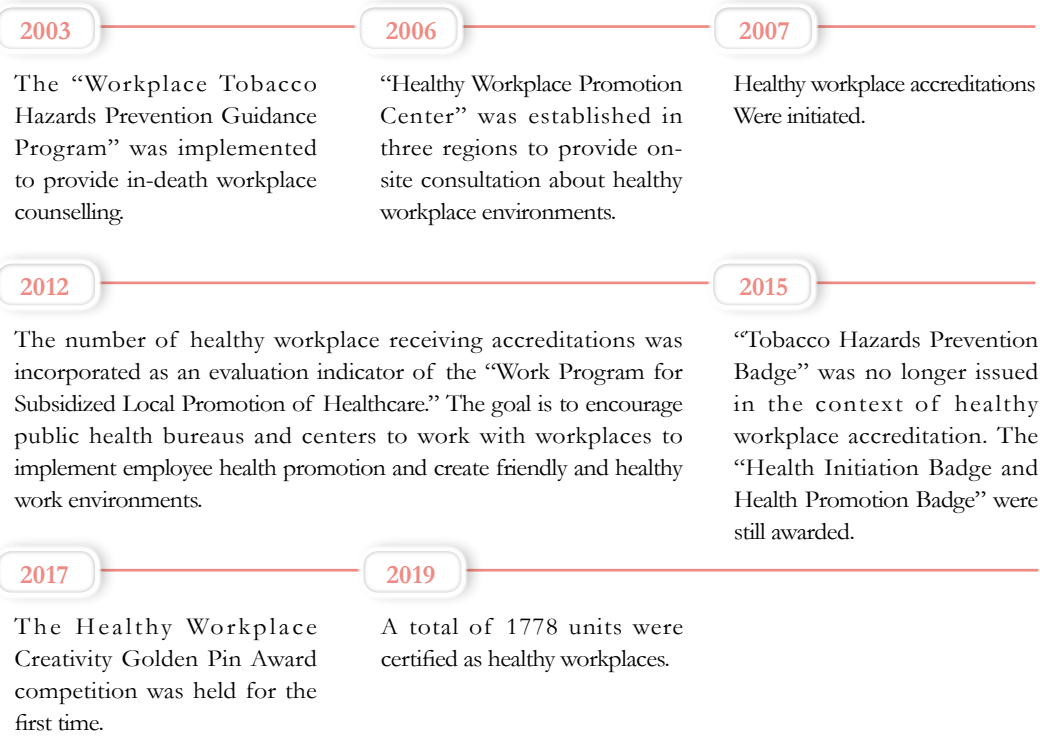 2003
The “Workplace Tobacco
Hazards Prevention Guidance
Program” was implemented
to provide in-death workplace
counselling.
2006
“Healthy Workplace Promotion
Center” was established in
three regions to provide on-
site consultation about healthy
workplace environments.
2007
Healthy workplace accreditations
Were initiated.
2012
The number of healthy workplace receiving accreditations was
incorporated as an evaluation indicator of the “Work Program for
Subsidized Local Promotion of Healthcare.” The goal is to encourage
public health bureaus and centers to work with workplaces to
implement employee health promotion and create friendly and healthy
work environments.
2015
“Tobacco Hazards Prevention
Badge” was no longer issued
in the context of healthy
workplace accreditation. The
“Health Initiation Badge and
Health Promotion Badge” were
still awarded.
2017
The Healthy Workplace
Creativity Golden Pin Award
competition was held for the
first time.
2019
A total of 1778 units were
certified as healthy workplaces.